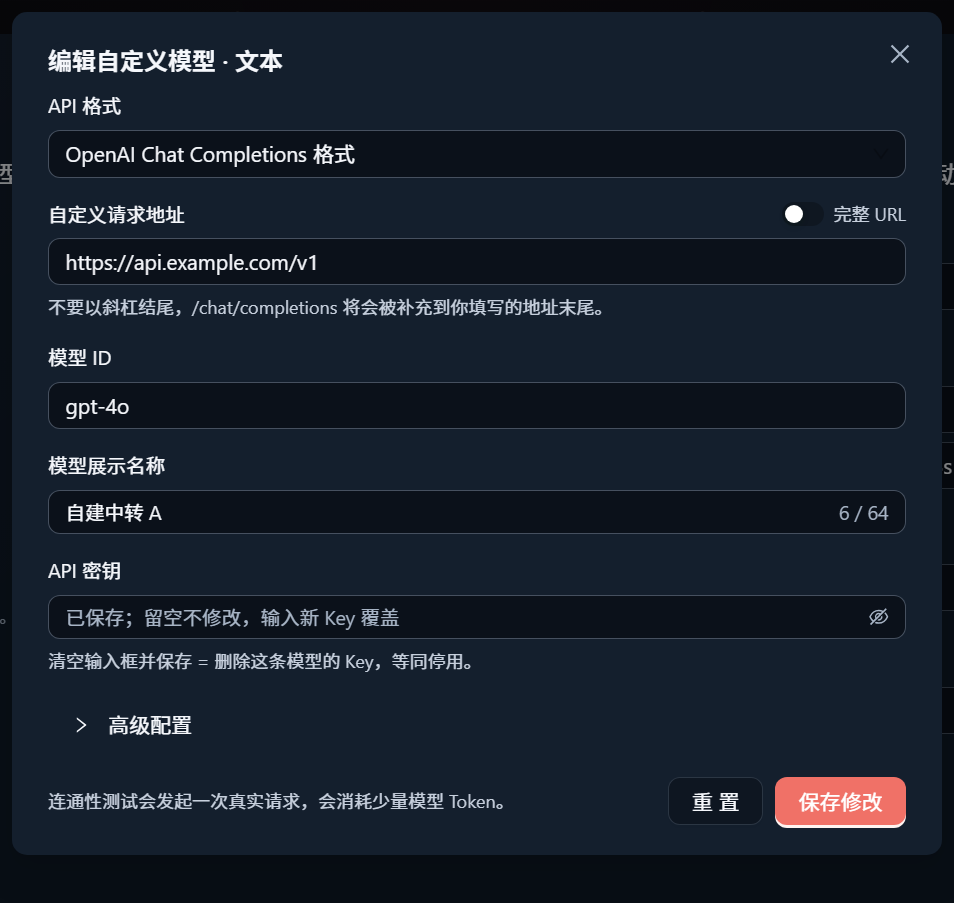 编辑自定义模型 · 文本
API 格式
OpenAI Chat Completions 格式
自定义请求地址
完整 URL
https://api.example.com/v1
不要以斜杠结尾，/chat/completions 将会被补充到你填写的地址末尾。
模型 ID
gpt-4o
模型展示名称
自建中转 A
6 / 64
API 密钥
已保存；留空不修改，输入新 Key 覆盖
清空输入框并保存 = 删除这条模型的 Key，等同停用。
高级配置
连通性测试会发起一次真实请求，会消耗少量模型 Token。
重 置
保存修改